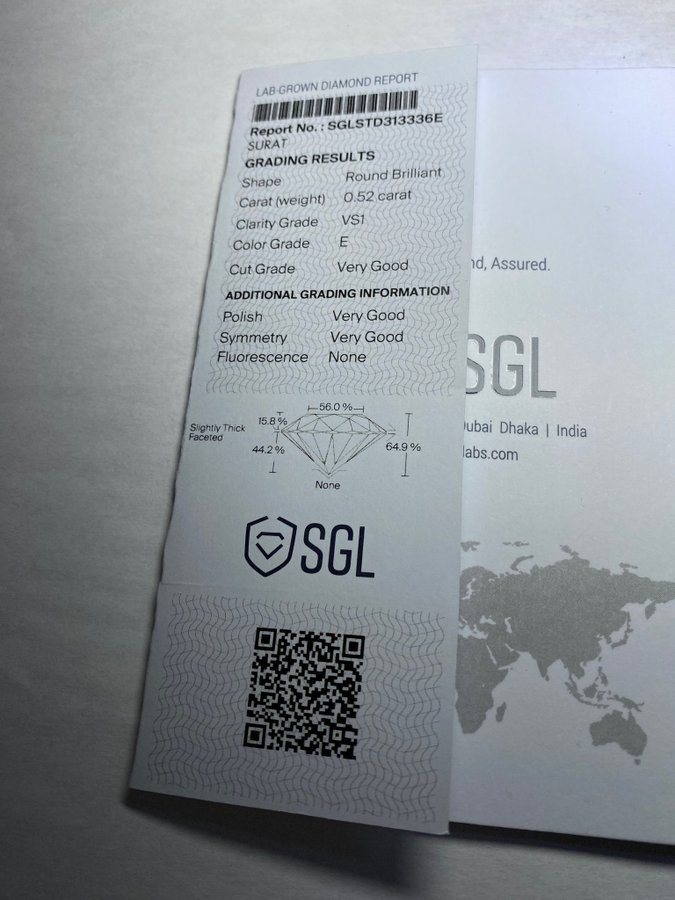 LAB-GROWN DIAMOND REPORT
Report No. : SGLSTD313336E
SURAT
GRADING RESULTS
Shape Round Brilliant
Carat (weight) 0.52 carat
Clarity Grade VS1
Color Grade E
Cut Grade Very Good
ADDITIONAL GRADING INFORMATION
Polish Very Good
Symmetry Very Good
Fluorescence None
56.0 %
15.8 %
Slightly Thick
Faceted
44.2 %
64.9 %
None
SGL
nd, Assured.
SGL
ubai Dhaka | India
labs.com